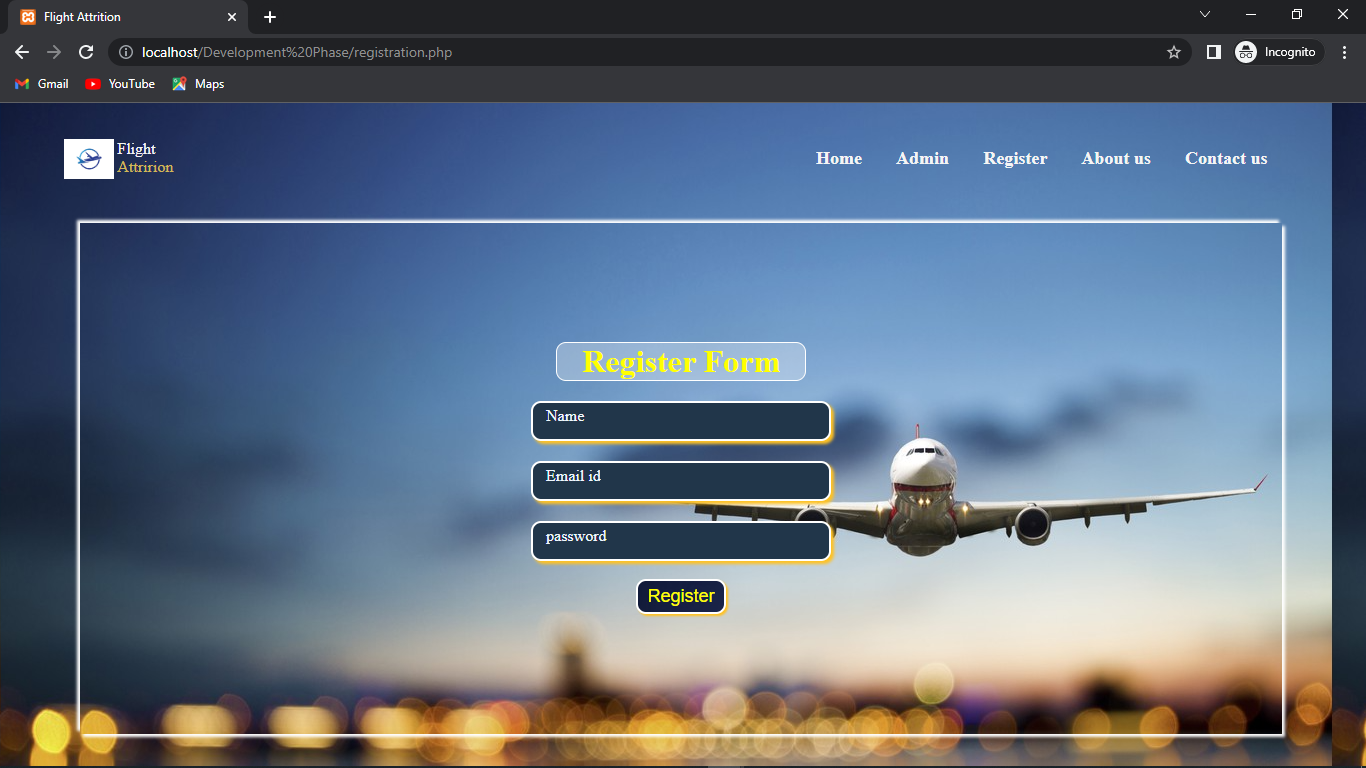 Flight Attrition
localhost/Development%20Phase/registration.php
Incognito
Gmail YouTube Maps
Flight
Attririon
Home Admin Register About us Contact us
Register Form
Name
Email id
password
Register